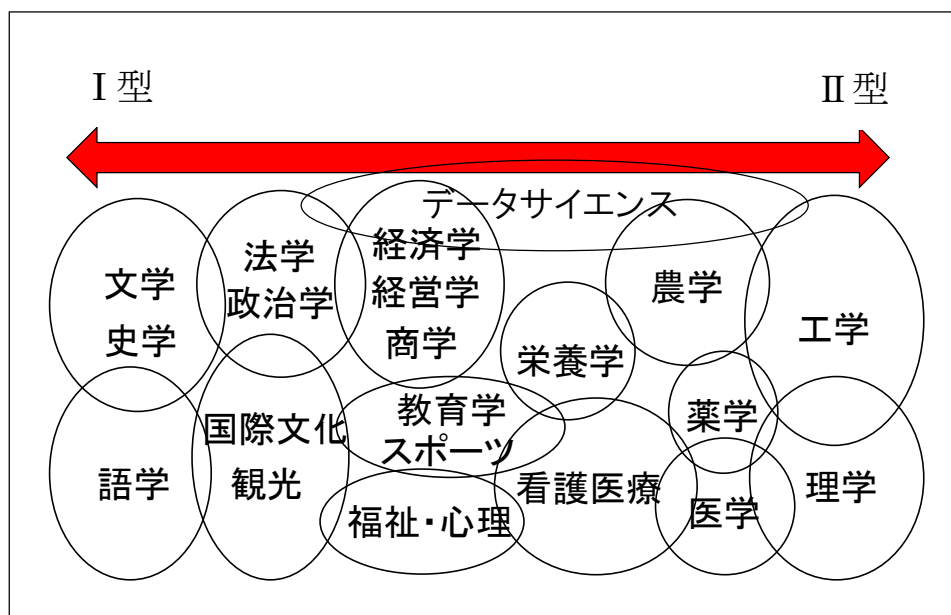 Ⅰ型
Ⅱ型
データサイエンス
文学
史学
法学
政治学
経済学
経営学
商学
農学
工学
栄養学
語学
国際文化
観光
教育学
スポーツ
福祉・心理
看護医療
薬学
医学
理学